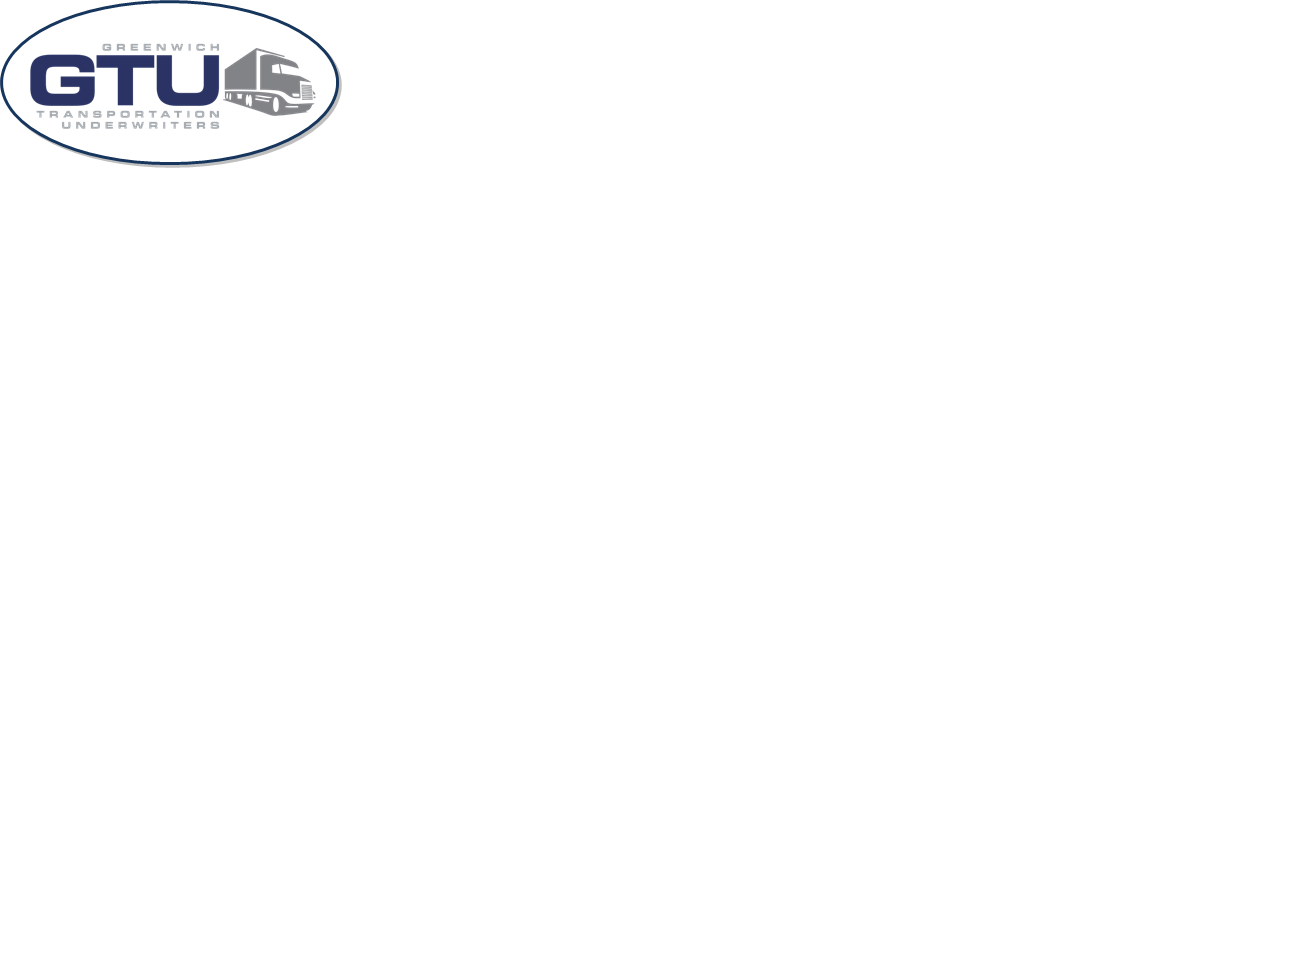 GREENWICH
GTU
TRANSPORTATION
UNDERWRITERS